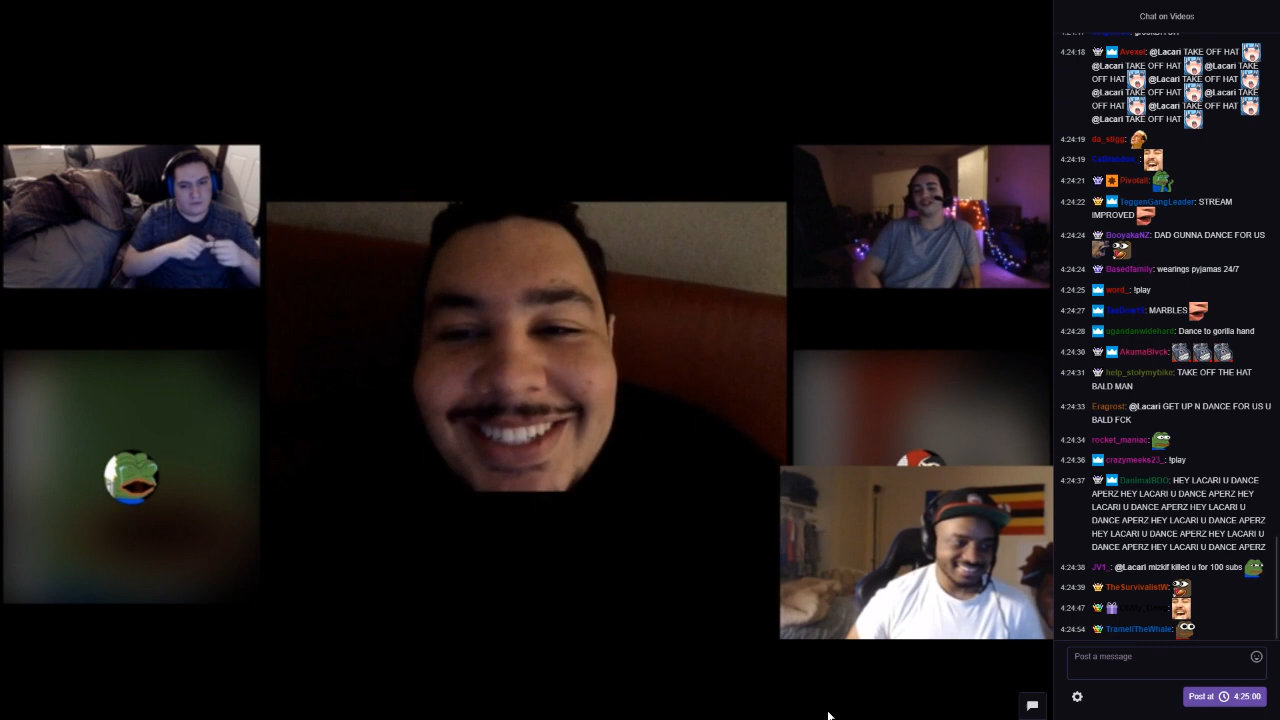 Chat on Videos
4:24:18 Avexel: @Lacari TAKE OFF HAT
@Lacari TAKE OFF HAT @Lacari TAKE
OFF HAT @Lacari TAKE OFF HAT
@Lacari TAKE OFF HAT @Lacari TAKE
OFF HAT @Lacari TAKE OFF HAT
@Lacari TAKE OFF HAT
4:24:19 da_stigg:
4:24:19
4:24:21 Pivotall:
4:24:22 TeggenGangLeader: STREAM
IMPROVED
4:24:24 BooyakaNZ: DAD GUNNA DANCE FOR US
4:24:24 Basedfamily: wearings pyjamas 24/7
4:24:25 word_: !play
4:24:27 MARBLES
4:24:28 ugandanwidehard: Dance to gorilla hand
4:24:30 AkumaBlvck:
4:24:31 help_stolymybike: TAKE OFF THE HAT
BALD MAN
4:24:33 Eragrost: @Lacari GET UP N DANCE FOR US U
BALD FCK
4:24:34 rocket_maniac:
4:24:36 crazymeeks23_: !play
4:24:37 DanimalBDO: HEY LACARI U DANCE
APERZ HEY LACARI U DANCE APERZ HEY
LACARI U DANCE APERZ HEY LACARI U
DANCE APERZ HEY LACARI U DANCE APERZ
HEY LACARI U DANCE APERZ HEY LACARI U
DANCE APERZ HEY LACARI U DANCE APERZ
4:24:38 JV1_: @Lacari mizkif killed u for 100 subs
4:24:39 TheSurvivalistW:
4:24:47
4:24:54 TramellTheWhale:
Post a message
Post at 4:25:00